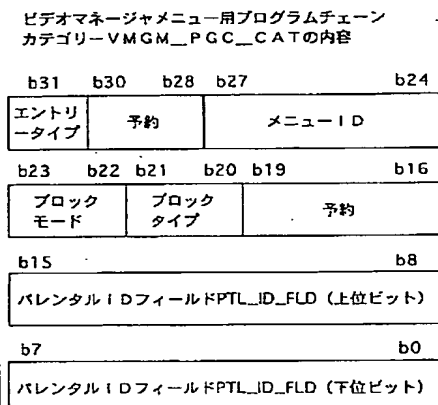 ビデオマネージャメニュー用プログラムチェーン
カテゴリーVMGM_PGC_CATの内容
b31 b30 b28 b27 b24
エントリータイプ 予約 メニューID
b23 b22 b21 b20 b19 b16
ブロックモード ブロックタイプ 予約
b15 b8
パレンタルIDフィールドPTL_ID_FLD（上位ビット）
b7 b0
パレンタルIDフィールドPTL_ID_FLD（下位ビット）